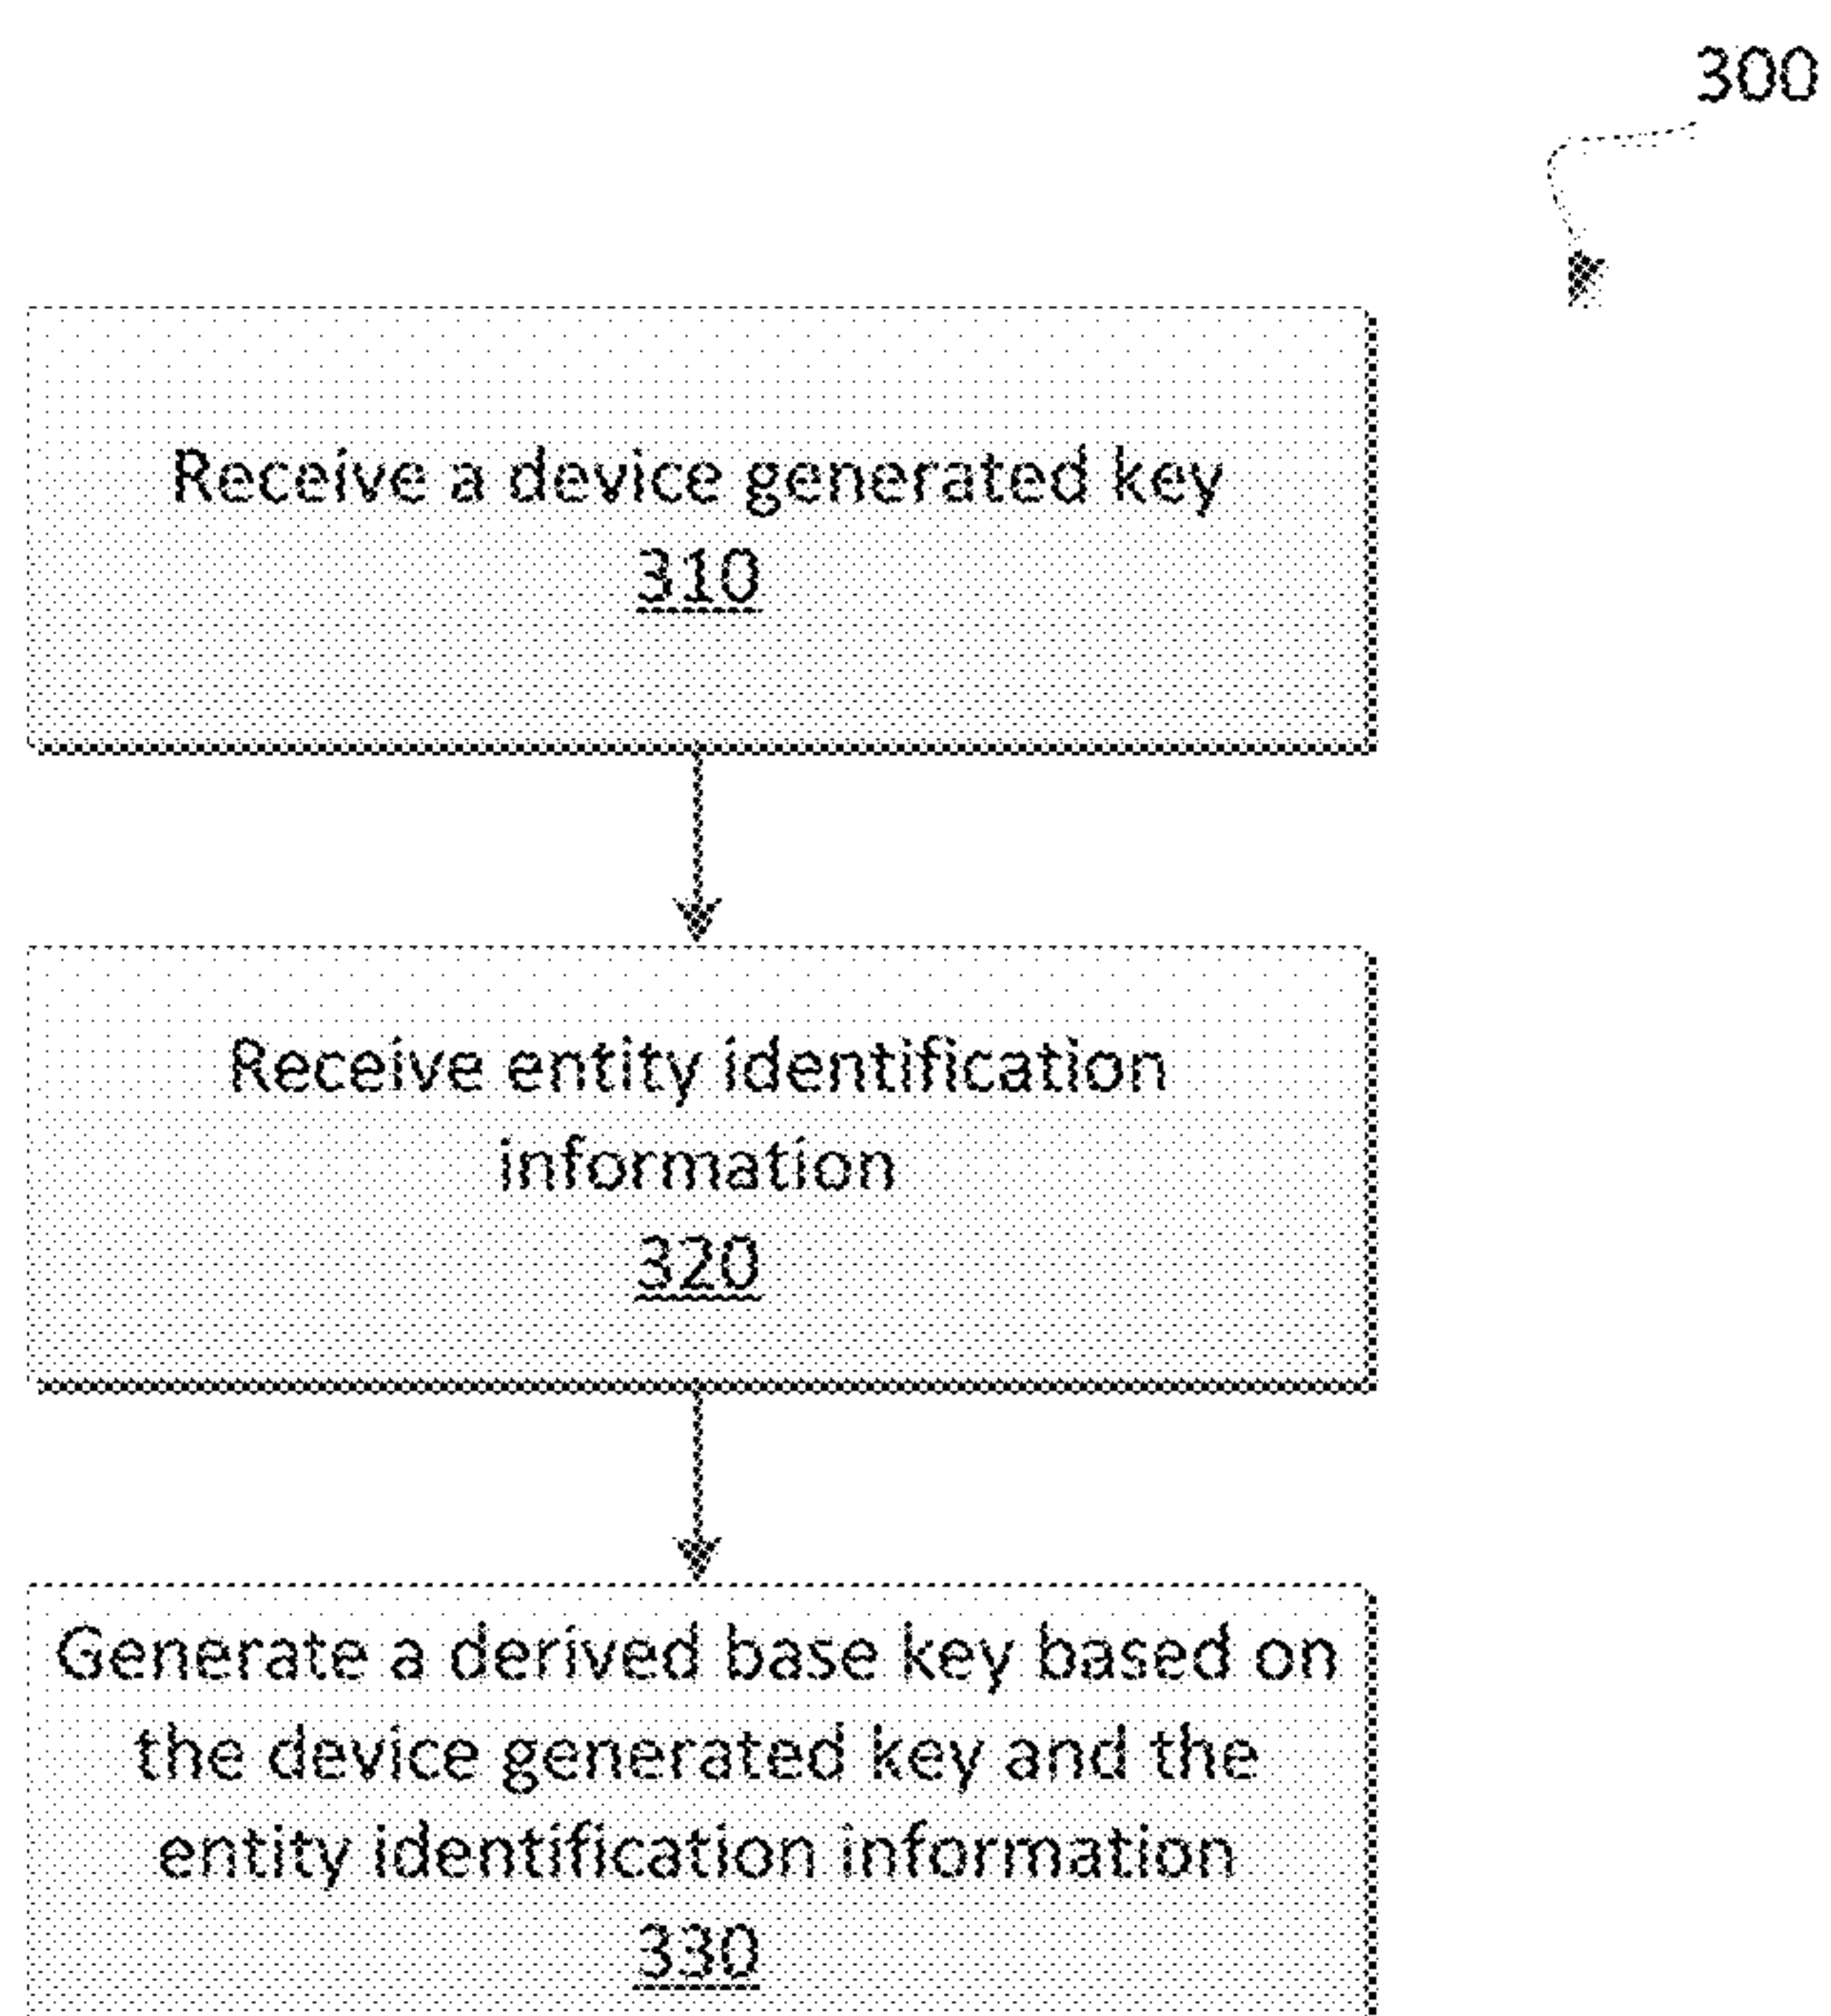 300
Receive a device generated key
310
Receive entity identification
information
320
Generate a derived base key based on
the device generated key and the
entity identification information
330